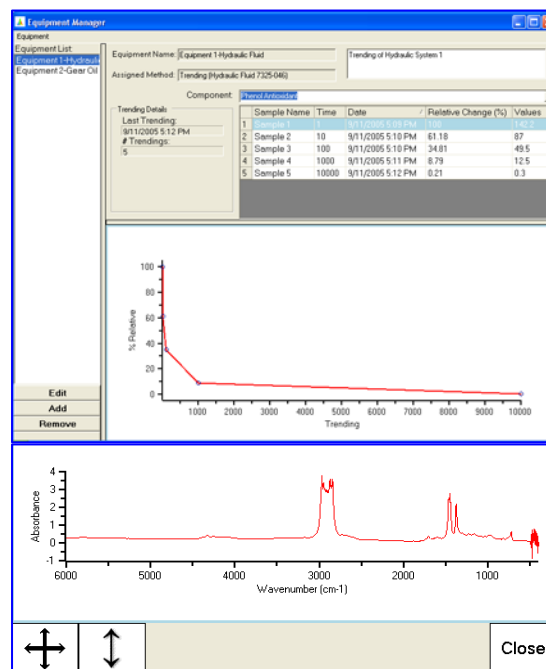 Equipment Manager
Equipment
Equipment List
Equipment 1-Hydraulic
Equipment 2-Gear Oil
Equipment Name: Equipment 1-Hydraulic Fluid
Trending of Hydraulic System 1
Assigned Method: Trending (Hydraulic Fluid 7325-046)
Component: Phenol Antioxidant
Trending Details
Last Trending:
9/11/2005 5:12 PM
# Trendings:
5
Sample Name Time Date Relative Change (%) Values
1 Sample 1 1 9/11/2005 5:09 PM 100 142.2
2 Sample 2 10 9/11/2005 5:10 PM 61.18 87
3 Sample 3 100 9/11/2005 5:10 PM 34.81 49.5
4 Sample 4 1000 9/11/2005 5:11 PM 8.79 12.5
5 Sample 5 10000 9/11/2005 5:12 PM 0.21 0.3
% Relative
100
80
60
40
20
0
1000 2000 3000 4000 5000 6000 7000 8000 9000 10000
Trending
Edit
Add
Remove
Absorbance
4
3
2
1
0
-1
6000 5000 4000 3000 2000 1000
Wavenumber (cm-1)
Close